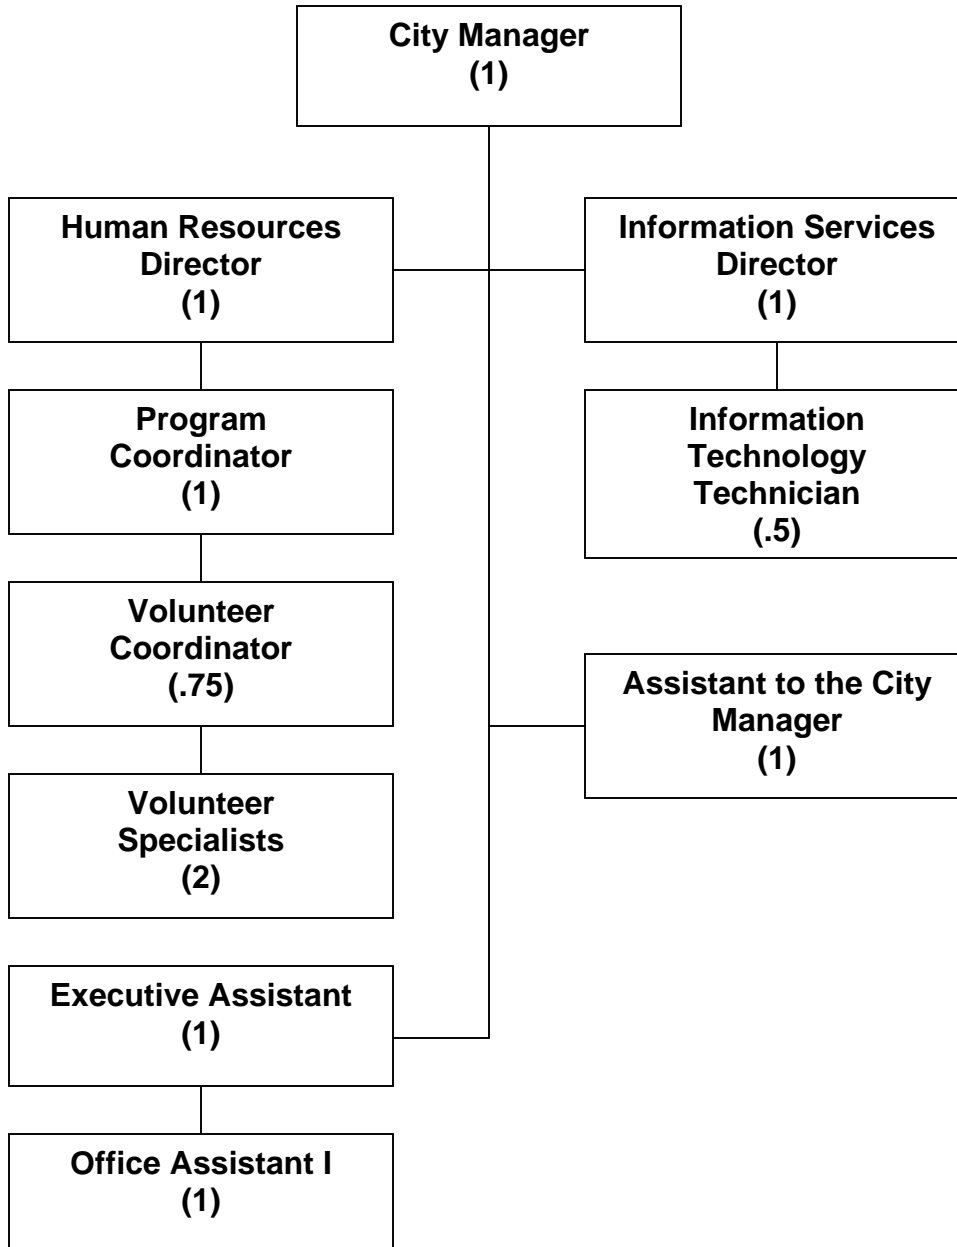 City Manager
(1)
Human Resources
Director
(1)
Information Services
Director
(1)
Program
Coordinator
(1)
Information
Technology
Technician
(.5)
Volunteer
Coordinator
(.75)
Assistant to the City
Manager
(1)
Volunteer
Specialists
(2)
Executive Assistant
(1)
Office Assistant I
(1)